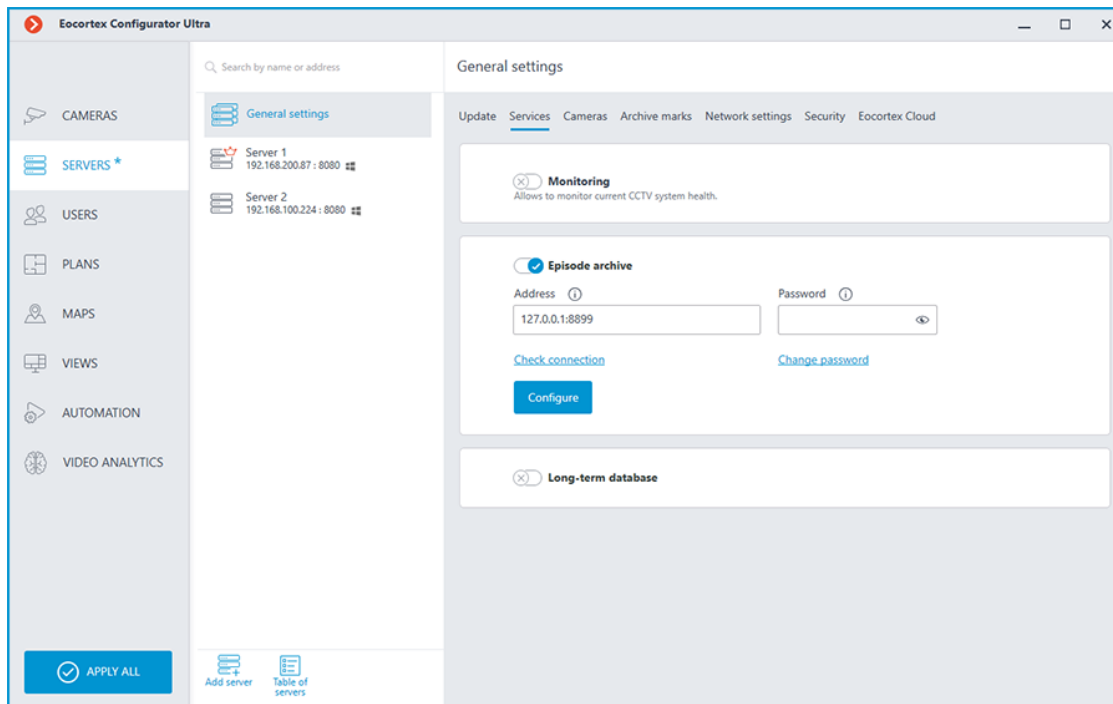 Eocortex Configurator Ultra
CAMERAS
SERVERS *
USERS
PLANS
MAPS
VIEWS
AUTOMATION
VIDEO ANALYTICS
APPLY ALL
Search by name or address
General settings
Server 1
192.168.200.87 : 8080
Server 2
192.168.100.224 : 8080
Add server
Table of
servers
General settings
Update Services Cameras Archive marks Network settings Security Eocortex Cloud
Monitoring
Allows to monitor current CCTV system health.
Episode archive
Address Password
127.0.0.1:8899
Check connection Change password
Configure
Long-term database